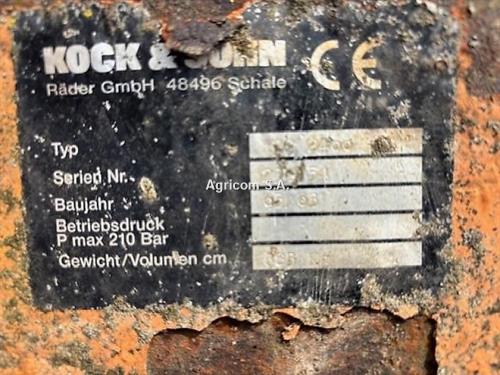 KOCK & SOHN CE
Räder GmbH 48496 Schale
Typ
Serien Nr.
Agricom S.A.
Baujahr
Betriebsdruck
P max 210 Bar
Gewicht/Volumen cm